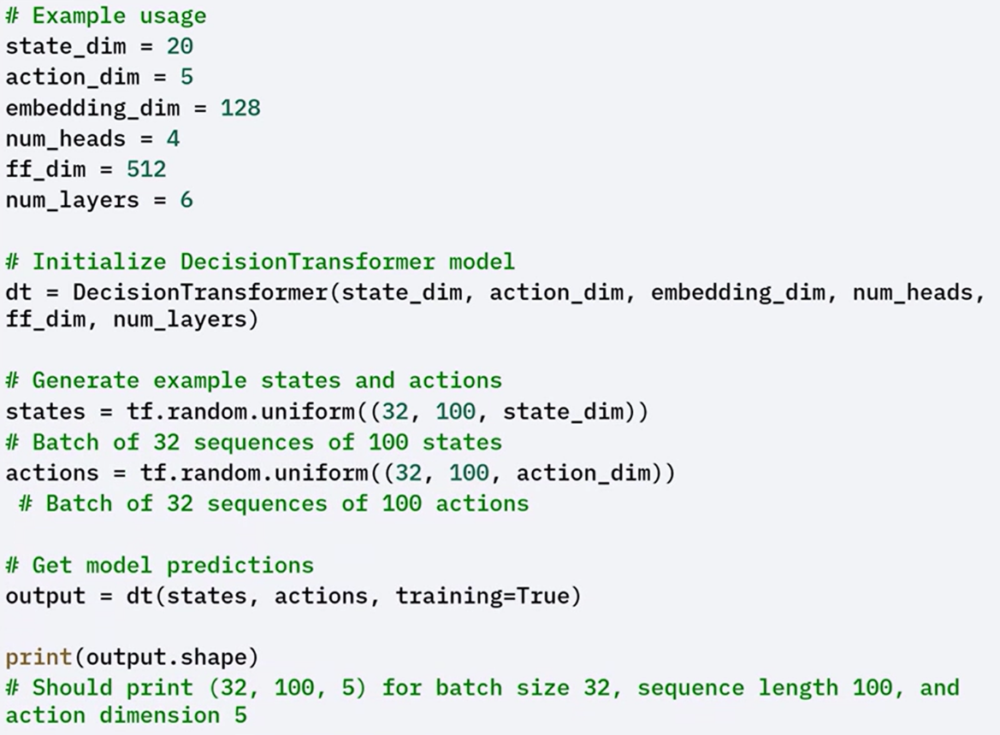 # Example usage
state_dim = 20
action_dim = 5
embedding_dim = 128
num_heads = 4
ff_dim = 512
num_layers = 6
# Initialize DecisionTransformer model
dt = DecisionTransformer(state_dim, action_dim, embedding_dim, num_heads,
ff_dim, num_layers)
# Generate example states and actions
states = tf.random.uniform((32, 100, state_dim))
# Batch of 32 sequences of 100 states
actions = tf.random.uniform((32, 100, action_dim))
# Batch of 32 sequences of 100 actions
# Get model predictions
output = dt(states, actions, training=True)
print(output.shape)
# Should print (32, 100, 5) for batch size 32, sequence length 100, and
action dimension 5